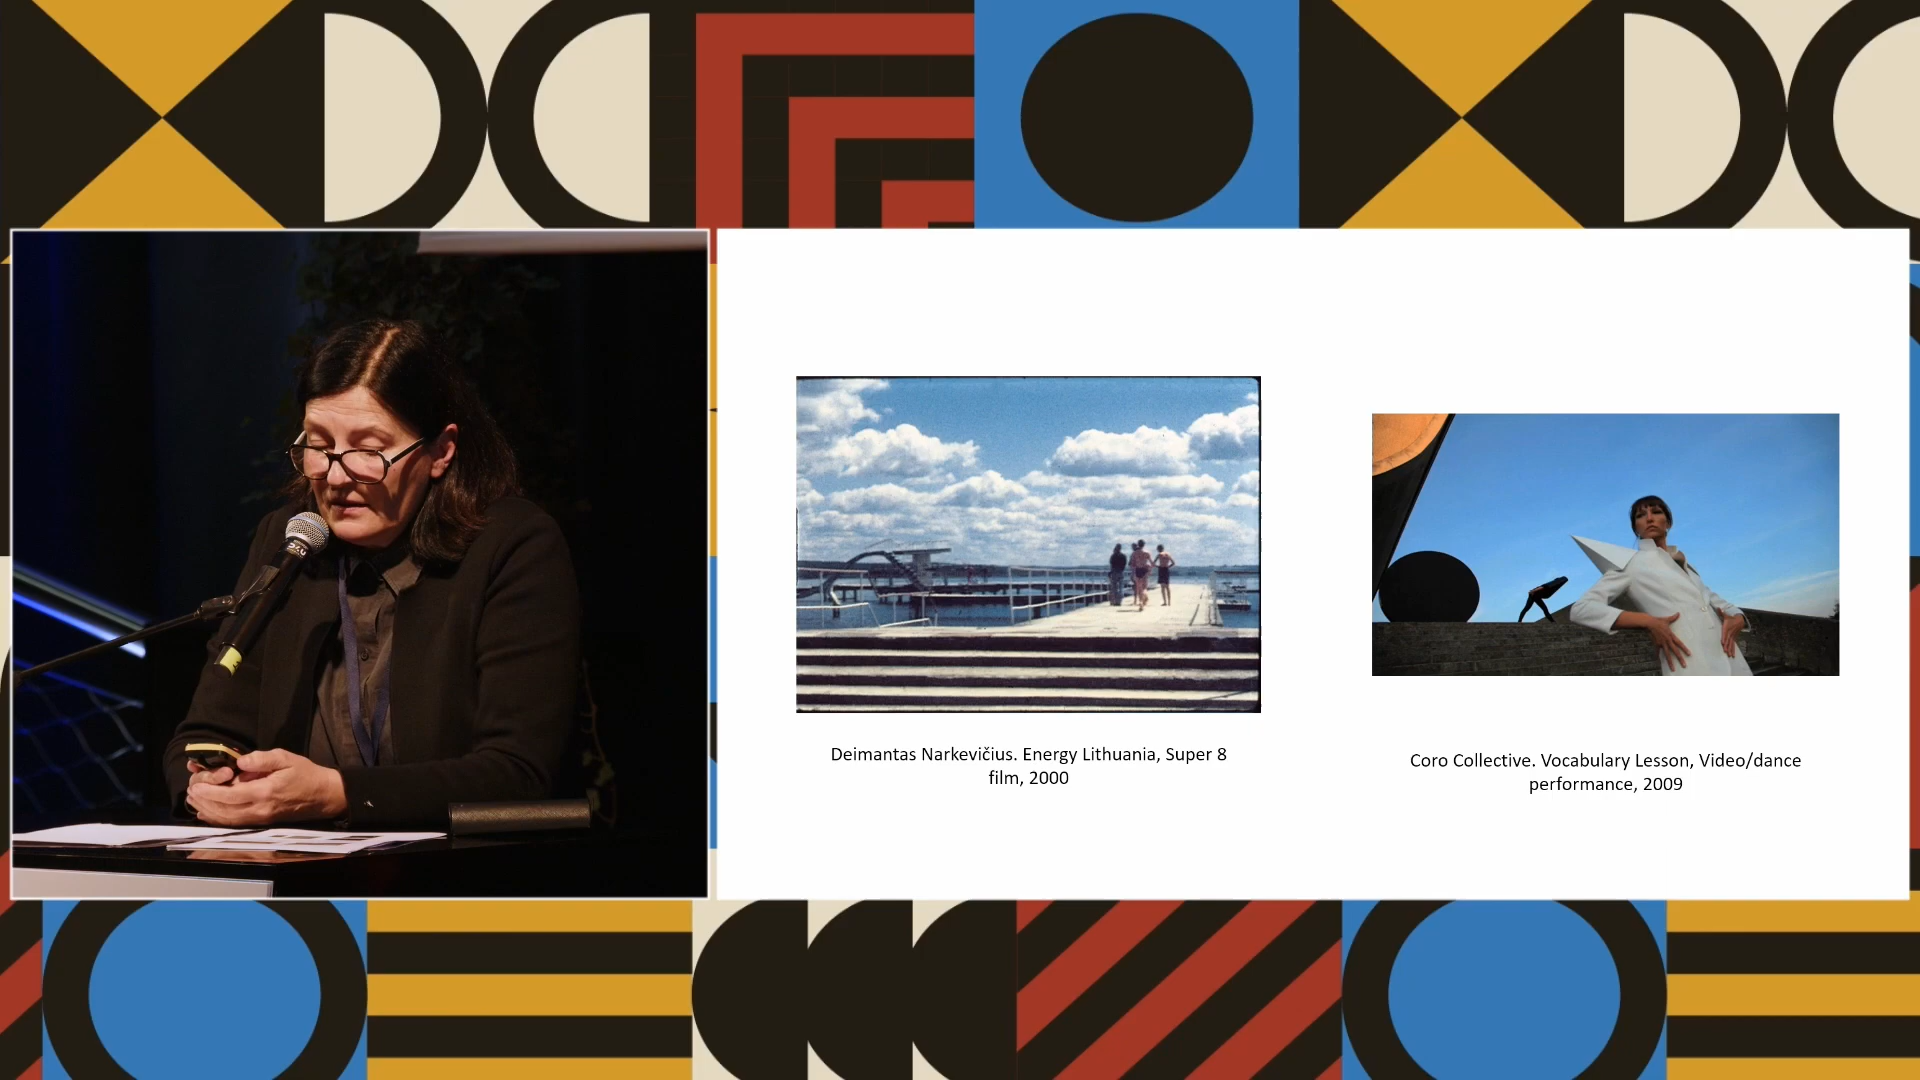 Deimantas Narkevičius. Energy Lithuania, Super 8
film, 2000
Coro Collective. Vocabulary Lesson, Video/dance
performance, 2009